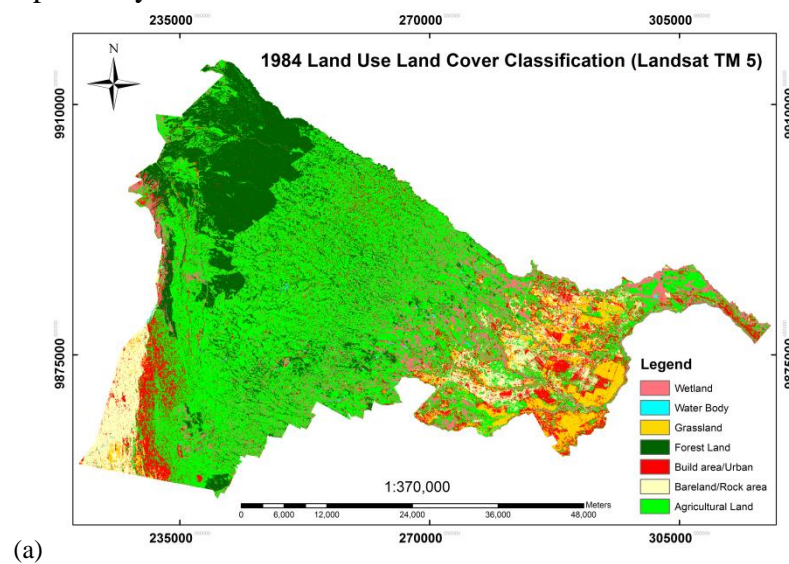 235000 270000 305000
N
1984 Land Use Land Cover Classification (Landsat TM 5)
9910000 9910000
9875000 9875000
Legend
Wetland
Water Body
Grassland
Forest Land
Build area/Urban
Bareland/Rock area
Agricultural Land
1:370,000
Meters
0 6,000 12,000 24,000 36,000 48,000
235000 270000 305000
(a)